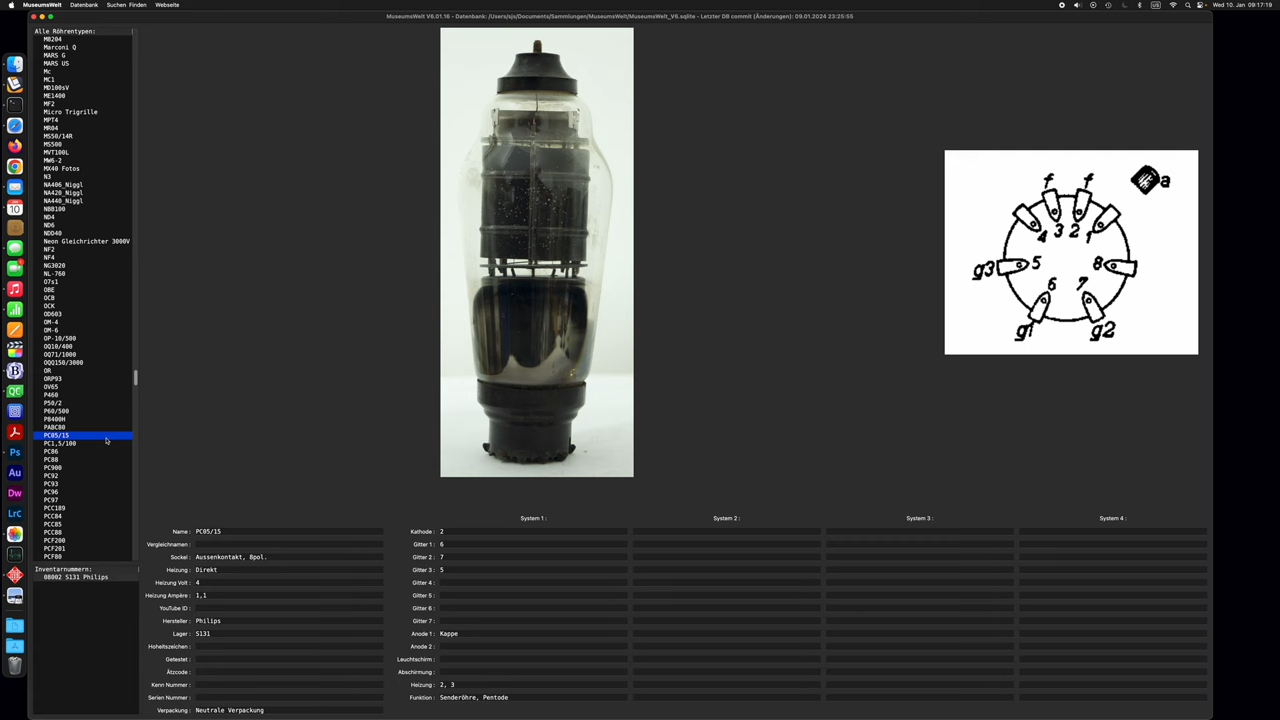 MuseumsWelt Datenbank Suchen Finden Webseite
US Wed 10. Jan. 09:17:19
MuseumsWelt V6.01.16 - Datenbank: /Users/sjs/Documents/Sammlungen/MuseumsWelt/MuseumsWelt_V6.sqlite - Letzter DB commit (Änderungen): 09.01.2024 23:25:55
Alle Röhrentypen:
M8204
Marconi Q
MARS G
MARS US
Mc
MC1
MD100sV
ME1400
MF2
Micro Trigrille
MPT4
MR04
MS50/14R
MS500
MVT100L
MW6-2
MX40 Fotos
N3
NA406_Niggl
NA420_Niggl
NA440_Niggl
NBB100
ND4
ND6
NDD40
Neon Gleichrichter 3000V
NF2
NF4
NG3020
NL-760
O7s1
OBE
OCB
OCK
OD603
OM-4
OM-6
OP-10/500
OQ10/400
OQ71/1000
OQQ150/3000
OR
ORP93
OV65
P460
P50/2
P60/500
PB400H
PABC80
PC05/15
PC1,5/100
PC86
PC88
PC900
PC92
PC93
PC96
PC97
PCC189
PCC84
PCC85
PCC88
PCF200
PCF201
PCF80
Inventarnummern:
08002 S131 Philips
f f a
4 3 2 1
g3 5 8
6 7
g1 g2
System 1 : System 2 : System 3 : System 4 :
Name : PC05/15
Vergleichnamen :
Sockel : Aussenkontakt, 8pol.
Heizung : Direkt
Heizung Volt : 4
Heizung Ampère : 1,1
YouTube ID :
Hersteller : Philips
Lager : S131
Hoheitszeichen :
Getestet :
Ätzcode :
Kenn Nummer :
Serien Nummer :
Verpackung : Neutrale Verpackung
Kathode : 2
Gitter 1 : 6
Gitter 2 : 7
Gitter 3 : 5
Gitter 4 :
Gitter 5 :
Gitter 6 :
Gitter 7 :
Anode 1 : Kappe
Anode 2 :
Leuchtschirm :
Abschirmung :
Heizung : 2, 3
Funktion : Senderöhre, Pentode